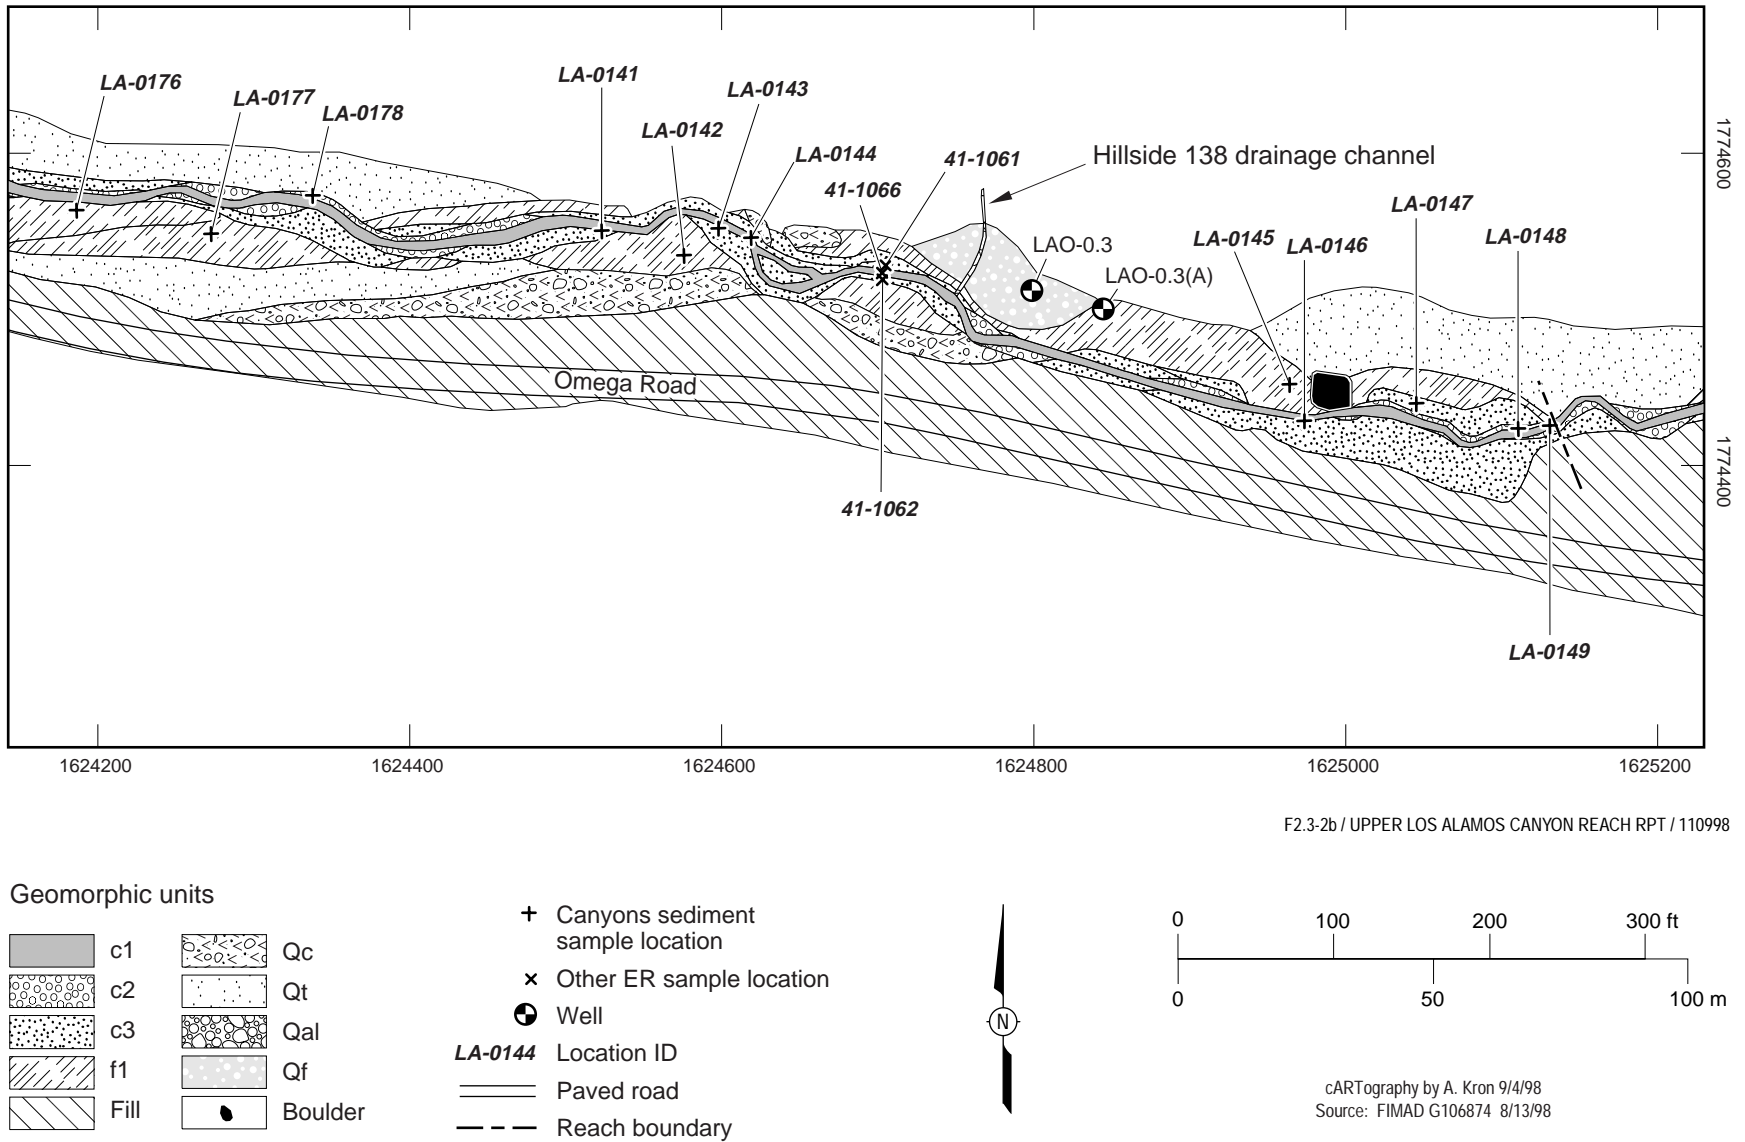 LA-0176
LA-0177
LA-0178
LA-0141
LA-0142
LA-0143
LA-0144
41-1066
41-1061
Hillside 138 drainage channel
LAO-0.3
LAO-0.3(A)
LA-0145
LA-0146
LA-0147
LA-0148
1774600
1774400
Omega Road
41-1062
LA-0149
1624200
1624400
1624600
1624800
1625000
1625200
F2.3-2b / UPPER LOS ALAMOS CANYON REACH RPT / 110998
Geomorphic units
c1
c2
c3
f1
Fill
Qc
Qt
Qal
Qf
Boulder
Canyons sediment
sample location
Other ER sample location
Well
LA-0144 Location ID
Paved road
Reach boundary
N
0 100 200 300 ft
0 50 100 m
cARTography by A. Kron 9/4/98
Source: FIMAD G106874 8/13/98